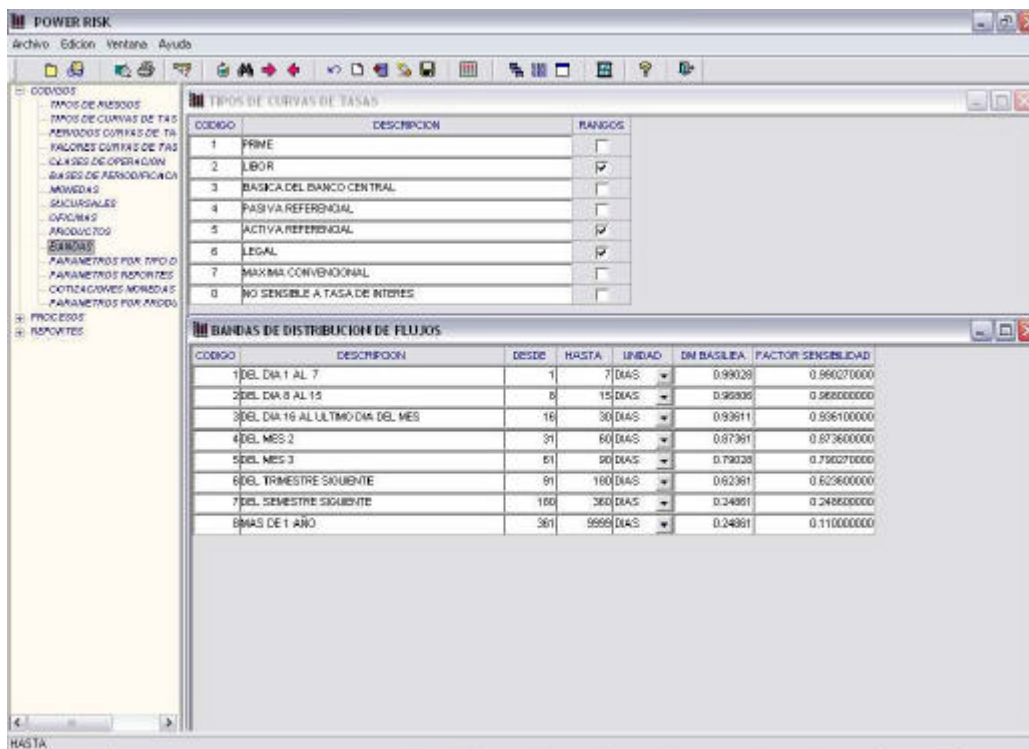 POWER RISK
Archivo Edicion Ventana Ayuda
CODIGOS
TIPOS DE RIESGOS
TIPOS DE CURVAS DE TAS
PERIODOS CURVAS DE TA
VALORES CURVAS DE TAS
CLASES DE OPERACION
BASES DE PERIODIFICACI
MONEDAS
SUCURSALES
OFICINAS
PRODUCTOS
BANDAS
PARAMETROS POR TIPO D
PARAMETROS REPORTES
COTIZACIONES MONEDAS
PARAMETROS POR PRODU
PROCESOS
REPORTES
TIPOS DE CURVAS DE TASAS
CODIGO DESCRIPCION RANGOS
1 PRIME
2 LIBOR
3 BASICA DEL BANCO CENTRAL
4 PASIVA REFERENCIAL
5 ACTIVA REFERENCIAL
6 LEGAL
7 MAXIMA CONVENCIONAL
0 NO SENSIBLE A TASA DE INTERES
BANDAS DE DISTRIBUCION DE FLUJOS
CODIGO DESCRIPCION DESDE HASTA UNIDAD DM BASILEA FACTOR SENSIBILIDAD
1 DEL DIA 1 AL 7 1 7 DIAS 0.99028 0.990270000
2 DEL DIA 8 AL 15 8 15 DIAS 0.96806 0.968000000
3 DEL DIA 16 AL ULTIMO DIA DEL MES 16 30 DIAS 0.93611 0.936100000
4 DEL MES 2 31 60 DIAS 0.87361 0.873600000
5 DEL MES 3 61 90 DIAS 0.79028 0.790270000
6 DEL TRIMESTRE SIGUIENTE 91 180 DIAS 0.62361 0.623600000
7 DEL SEMESTRE SIGUIENTE 180 360 DIAS 0.24861 0.248600000
8 MAS DE 1 AÑO 361 9999 DIAS 0.24861 0.110000000
HASTA